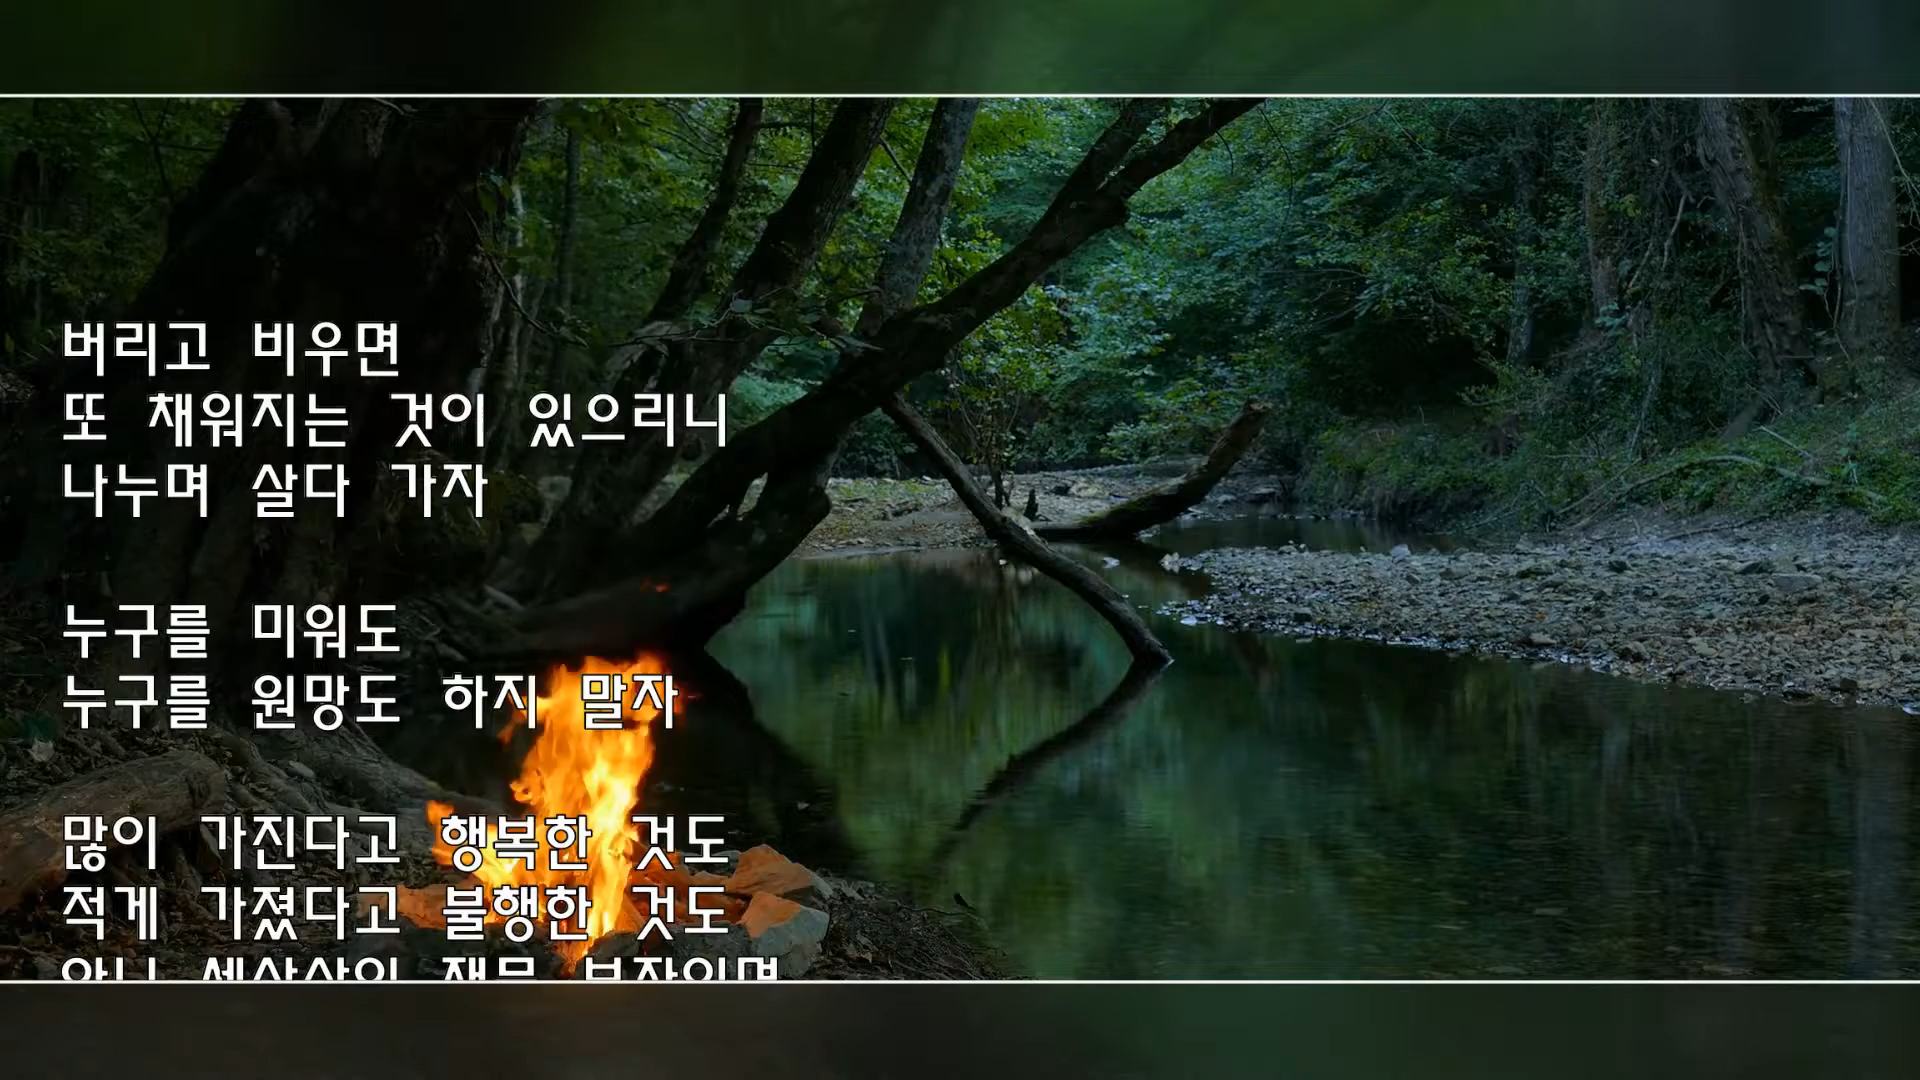 버리고 비우면
또 채워지는 것이 있으리니
나누며 살다 가자
누구를 미워도
누구를 원망도 하지 말자
많이 가진다고 행복한 것도
적게 가졌다고 불행한 것도